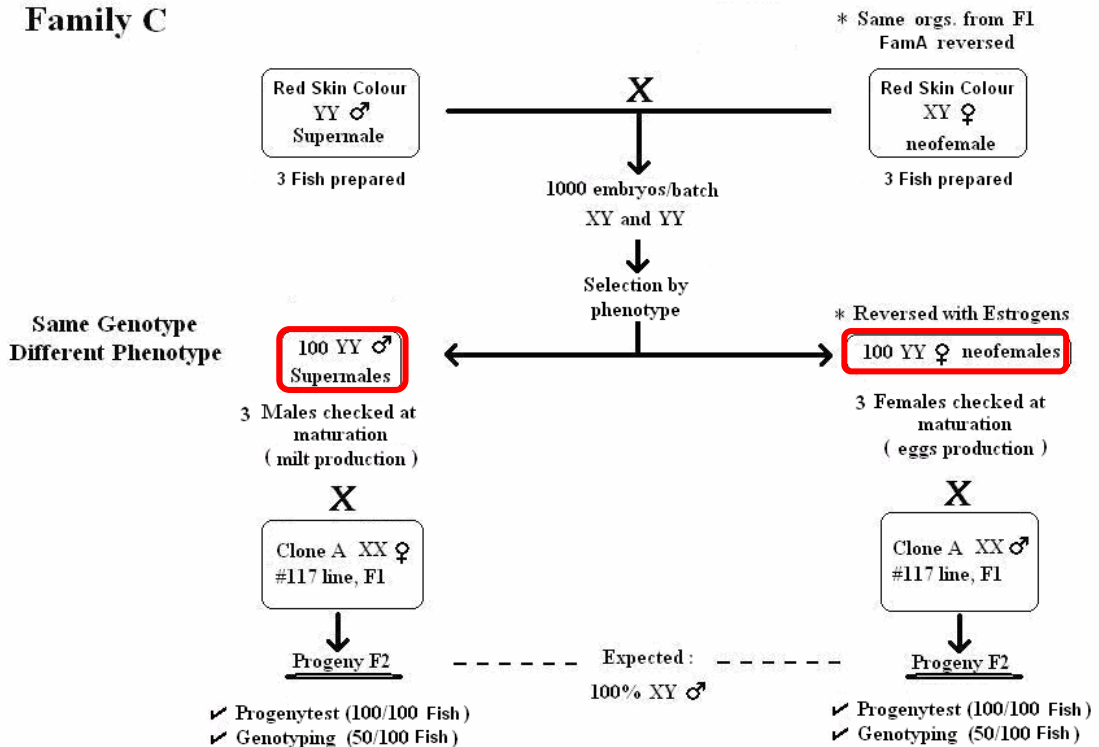 Family C
* Same orgs. from F1
FamA reversed
Red Skin Colour
YY ♂
Supermale
3 Fish prepared
X
Red Skin Colour
XY ♀
neofemale
3 Fish prepared
1000 embryos/batch
XY and YY
Selection by
phenotype
Same Genotype
Different Phenotype
100 YY ♂
Supermales
* Reversed with Estrogens
100 YY ♀ neofemales
3 Males checked at
maturation
( milt production )
3 Females checked at
maturation
( eggs production )
X
X
Clone A XX ♀
#117 line, F1
Clone A XX ♂
#117 line, F1
Progeny F2
Expected :
100% XY ♂
Progeny F2
✓ Progenytest (100/100 Fish)
✓ Genotyping (50/100 Fish)
✓ Progenytest (100/100 Fish)
✓ Genotyping (50/100 Fish)